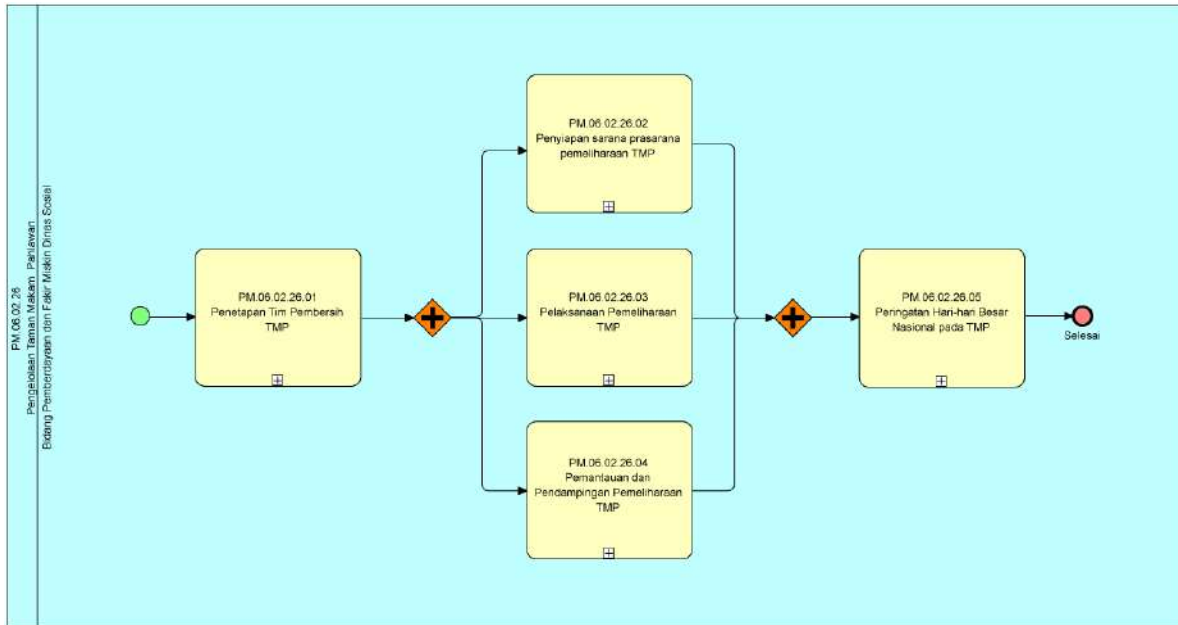 PM.06.02.26
Pengelolaan Taman Makam Pahlawan
Bidang Pemberdayaan dan Fakir Miskin Dinas Sosial
PM.06.02.26.01
Penetapan Tim Pembersih
TMP
PM.06.02.26.02
Penyiapan sarana prasarana
pemeliharaan TMP
PM.06.02.26.03
Pelaksanaan Pemeliharaan
TMP
PM.06.02.26.04
Pemantauan dan
Pendampingan Pemeliharaan
TMP
PM.06.02.26.05
Peringatan Hari-hari Besar
Nasional pada TMP
Selesai